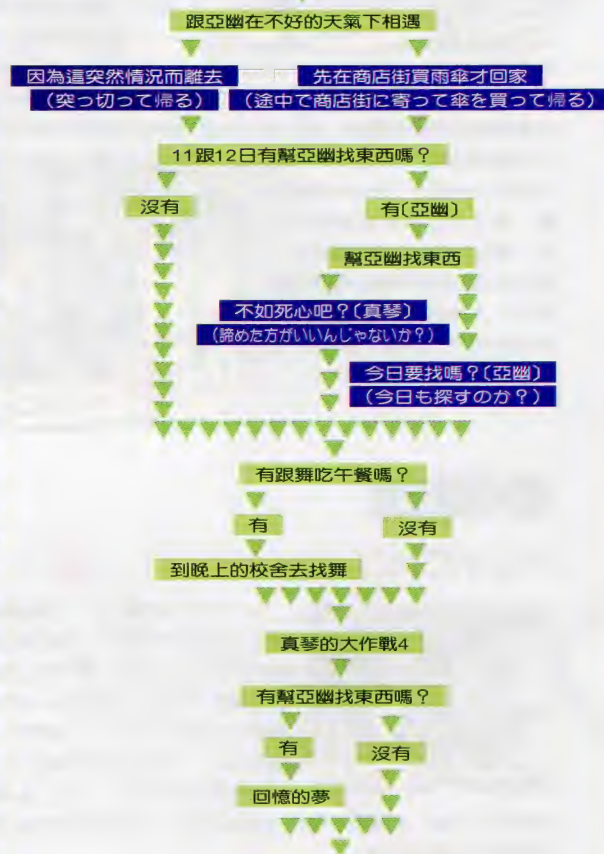 跟亞幽在不好的天氣下相遇
因為這突然情況而離去
(突っ切って帰る)
先在商店街買雨傘才回家
(途中で商店街に寄って傘を買って帰る)
11跟12日有幫亞幽找東西嗎？
沒有
有〔亞幽〕
幫亞幽找東西
不如死心吧？〔真琴〕
(諦めた方がいいんじゃないか？)
今日要找嗎？〔亞幽〕
(今日も探すのか？)
有跟舞吃午餐嗎？
有
沒有
到晚上的校舍去找舞
真琴的大作戰4
有幫亞幽找東西嗎？
有
沒有
回憶的夢